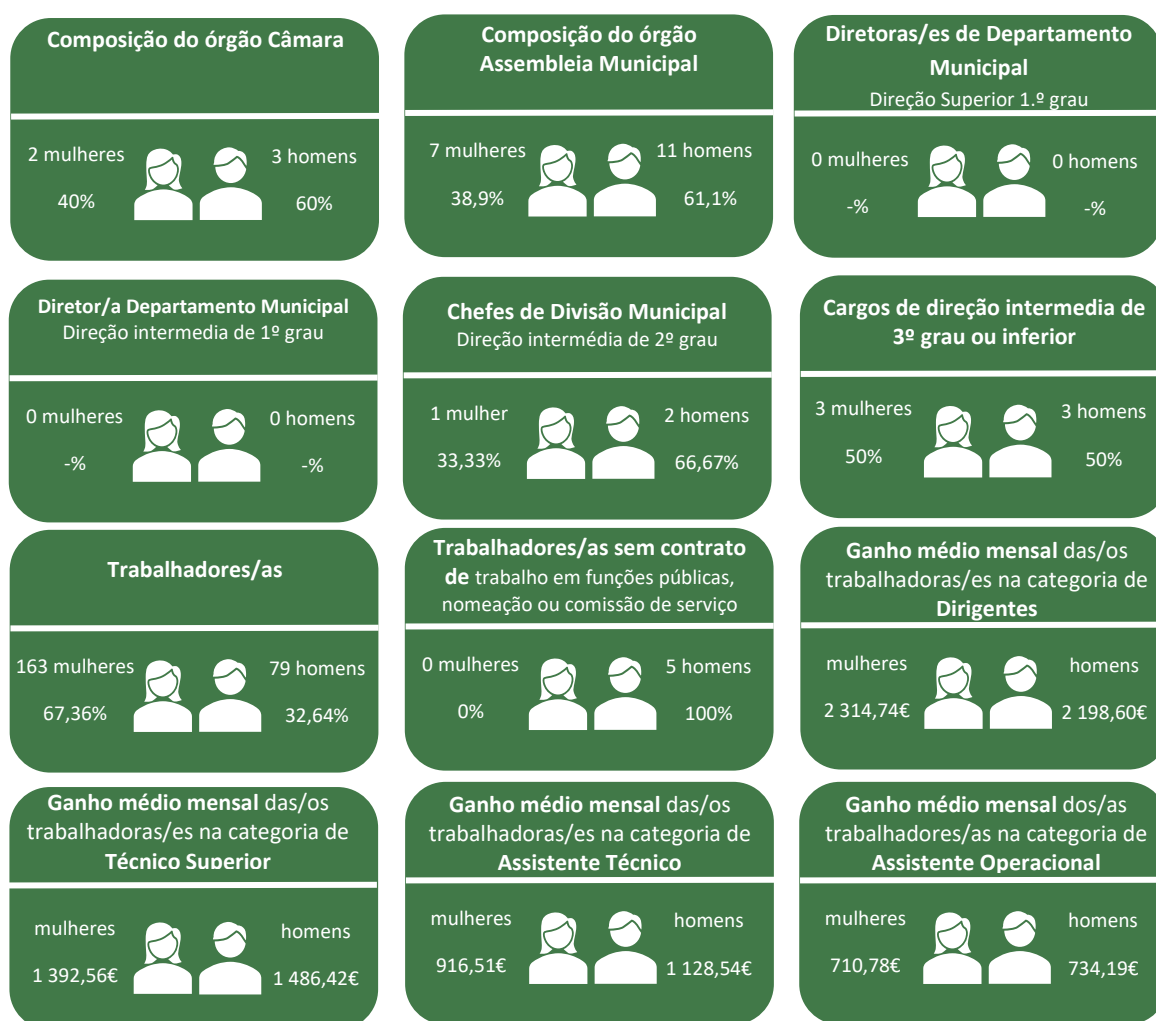 Composição do órgão Câmara
2 mulheres
3 homens
40%
60%
Composição do órgão
Assembleia Municipal
7 mulheres
11 homens
38,9%
61,1%
Diretoras/es de Departamento
Municipal
Direção Superior 1.º grau
0 mulheres
0 homens
-%
-%
Diretor/a Departamento Municipal
Direção intermedia de 1º grau
0 mulheres
0 homens
-%
-%
Chefes de Divisão Municipal
Direção intermédia de 2º grau
1 mulher
2 homens
33,33%
66,67%
Cargos de direção intermedia de
3º grau ou inferior
3 mulheres
3 homens
50%
50%
Trabalhadores/as
163 mulheres
79 homens
67,36%
32,64%
Trabalhadores/as sem contrato
de trabalho em funções públicas,
nomeação ou comissão de serviço
0 mulheres
5 homens
0%
100%
Ganho médio mensal das/os
trabalhadoras/es na categoria de
Dirigentes
mulheres
homens
2 314,74€
2 198,60€
Ganho médio mensal das/os
trabalhadoras/es na categoria de
Técnico Superior
mulheres
homens
1 392,56€
1 486,42€
Ganho médio mensal das/os
trabalhadoras/es na categoria de
Assistente Técnico
mulheres
homens
916,51€
1 128,54€
Ganho médio mensal dos/as
trabalhadores/as na categoria de
Assistente Operacional
mulheres
homens
710,78€
734,19€